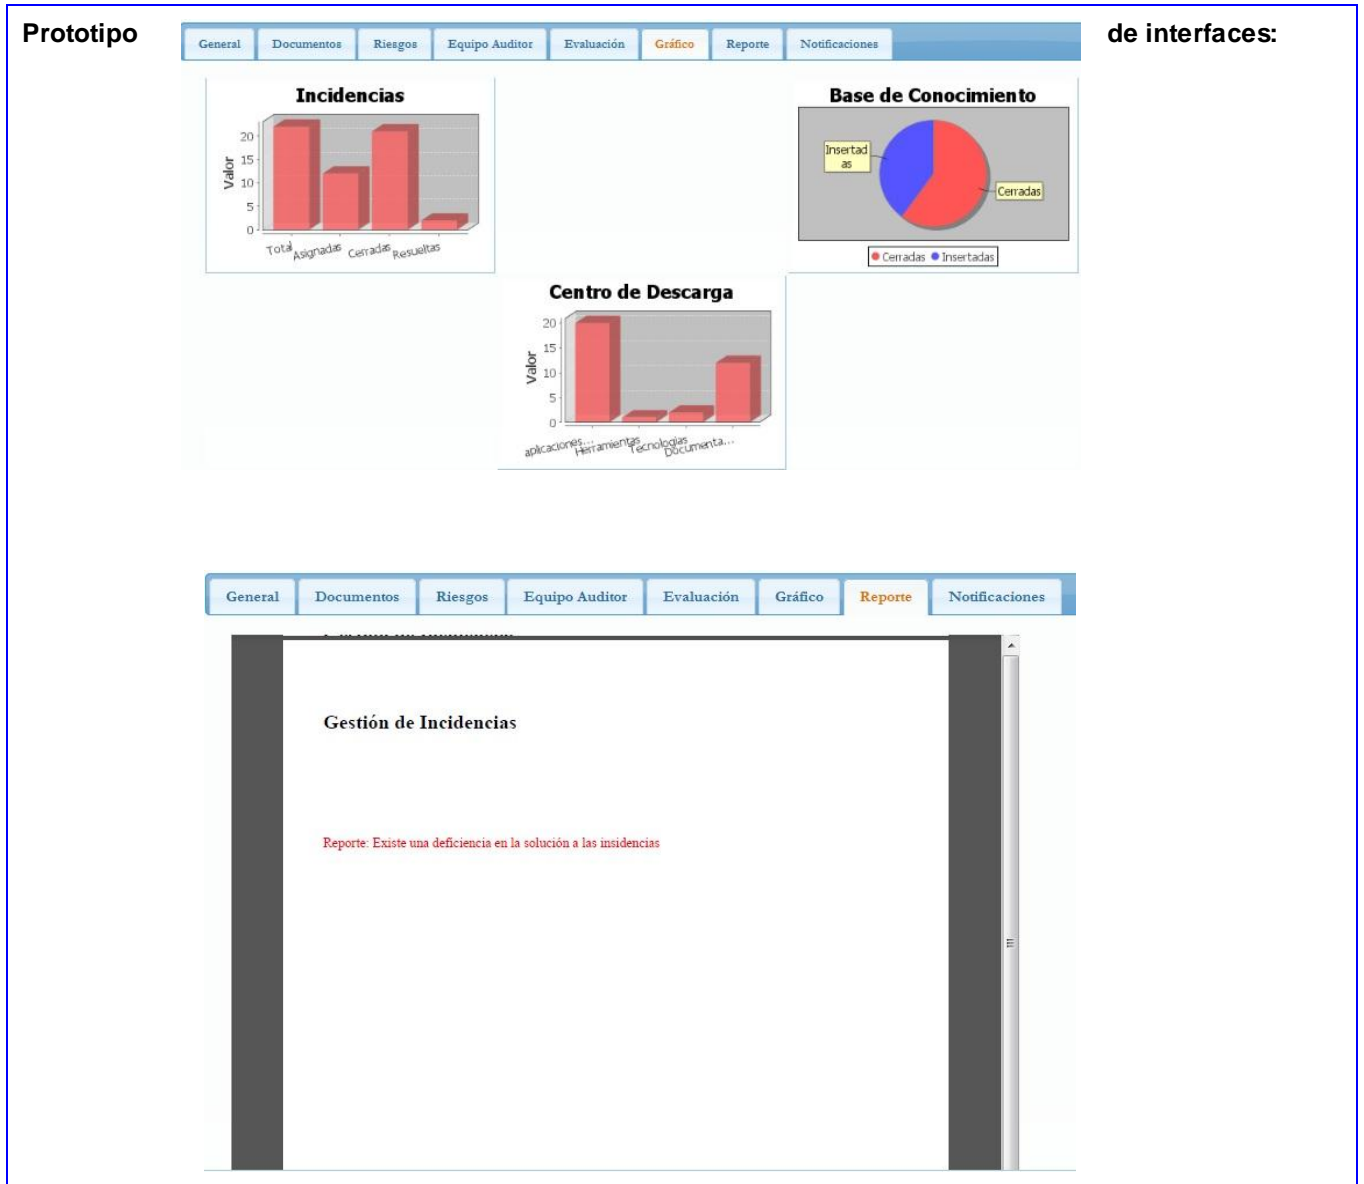 Prototipo de interfaces:
General Documentos Riesgos Equipo Auditor Evaluación Gráfico Reporte Notificaciones
Incidencias
Valor
20
15
10
5
0
Total Asignadas Cerradas Resueltas
Base de Conocimiento
Insertad
as
Cerradas
Cerradas Insertadas
Centro de Descarga
Valor
20
15
10
5
0
aplicaciones... Herramientas Tecnologias Documenta...
General Documentos Riesgos Equipo Auditor Evaluación Gráfico Reporte Notificaciones
Gestión de Incidencias
Reporte: Existe una deficiencia en la solución a las insidencias